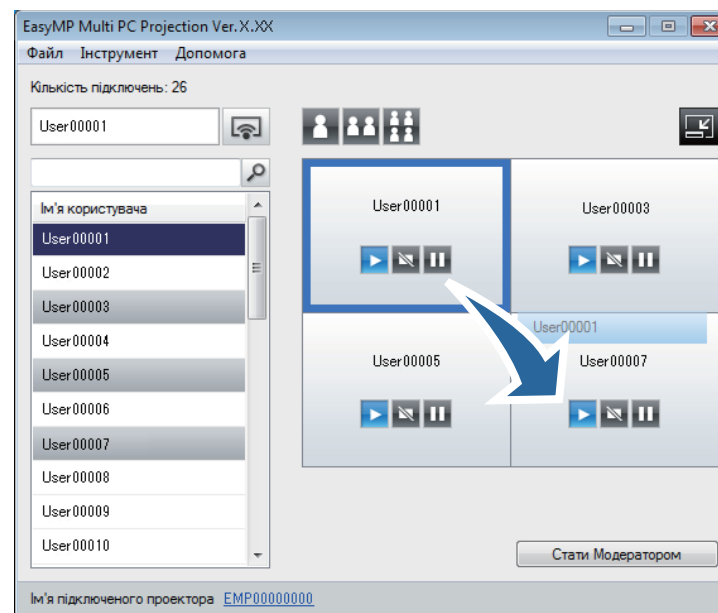 EasyMP Multi PC Projection Ver.X.XX
Файл Інструмент Допомога
Кількість підключень: 26
User00001
Ім'я користувача
User00001
User00002
User00003
User00004
User00005
User00006
User00007
User00008
User00009
User00010
User00001
User00003
User00005
User00001
User00007
Стати Модератором
Ім'я підключеного проектора EMP00000000